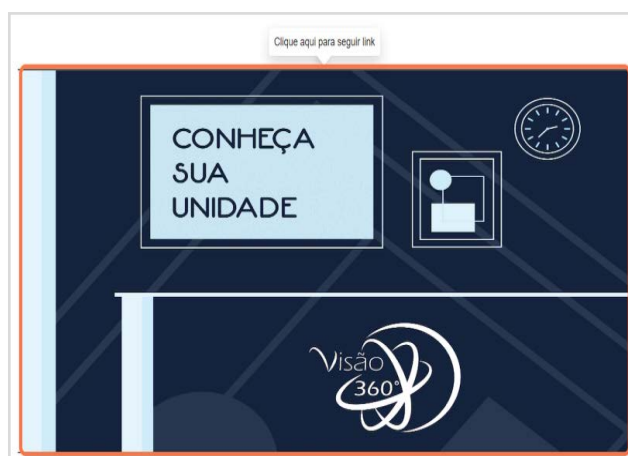 Clique aqui para seguir link
CONHEÇA
SUA
UNIDADE
Visão
360°